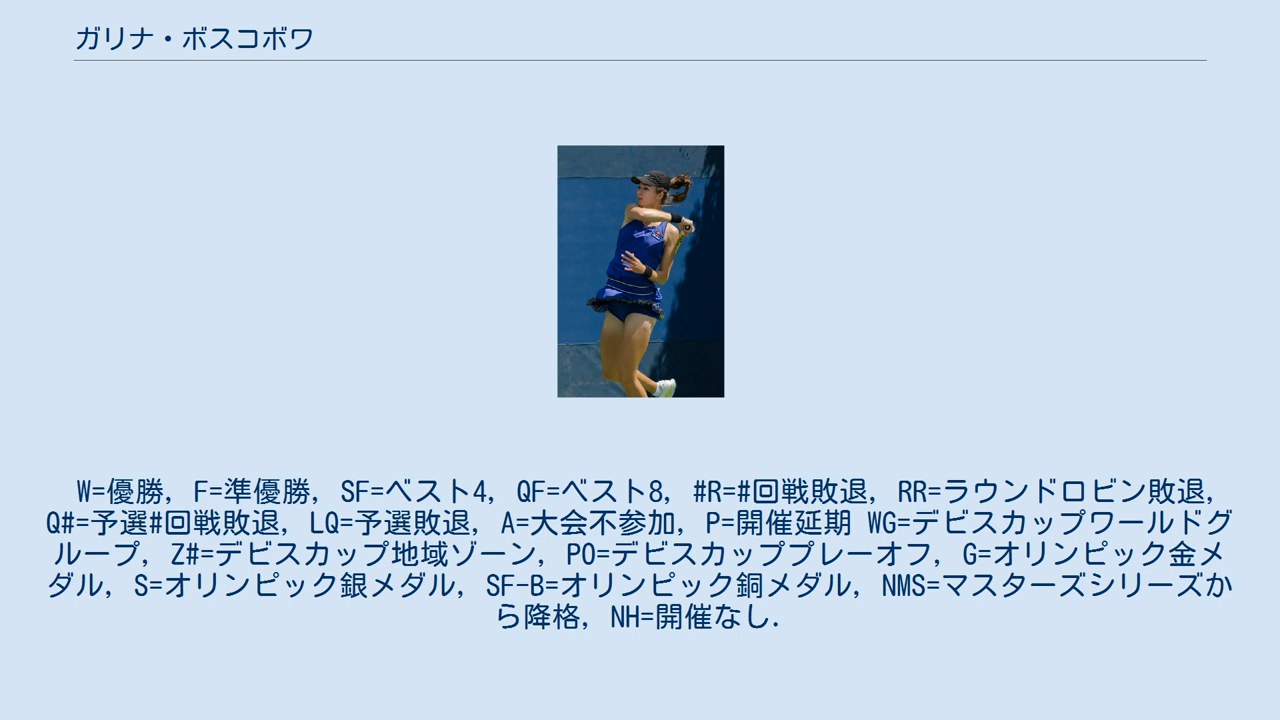 ガリナ・ボスコボワ
W=優勝, F=準優勝, SF=ベスト4, QF=ベスト8, #R=#回戦敗退, RR=ラウンドロビン敗退,
Q#=予選#回戦敗退, LQ=予選敗退, A=大会不参加, P=開催延期 WG=デビスカップワールドグ
ループ, Z#=デビスカップ地域ゾーン, PO=デビスカッププレーオフ, G=オリンピック金メ
ダル, S=オリンピック銀メダル, SF-B=オリンピック銅メダル, NMS=マスターズシリーズか
ら降格, NH=開催なし.